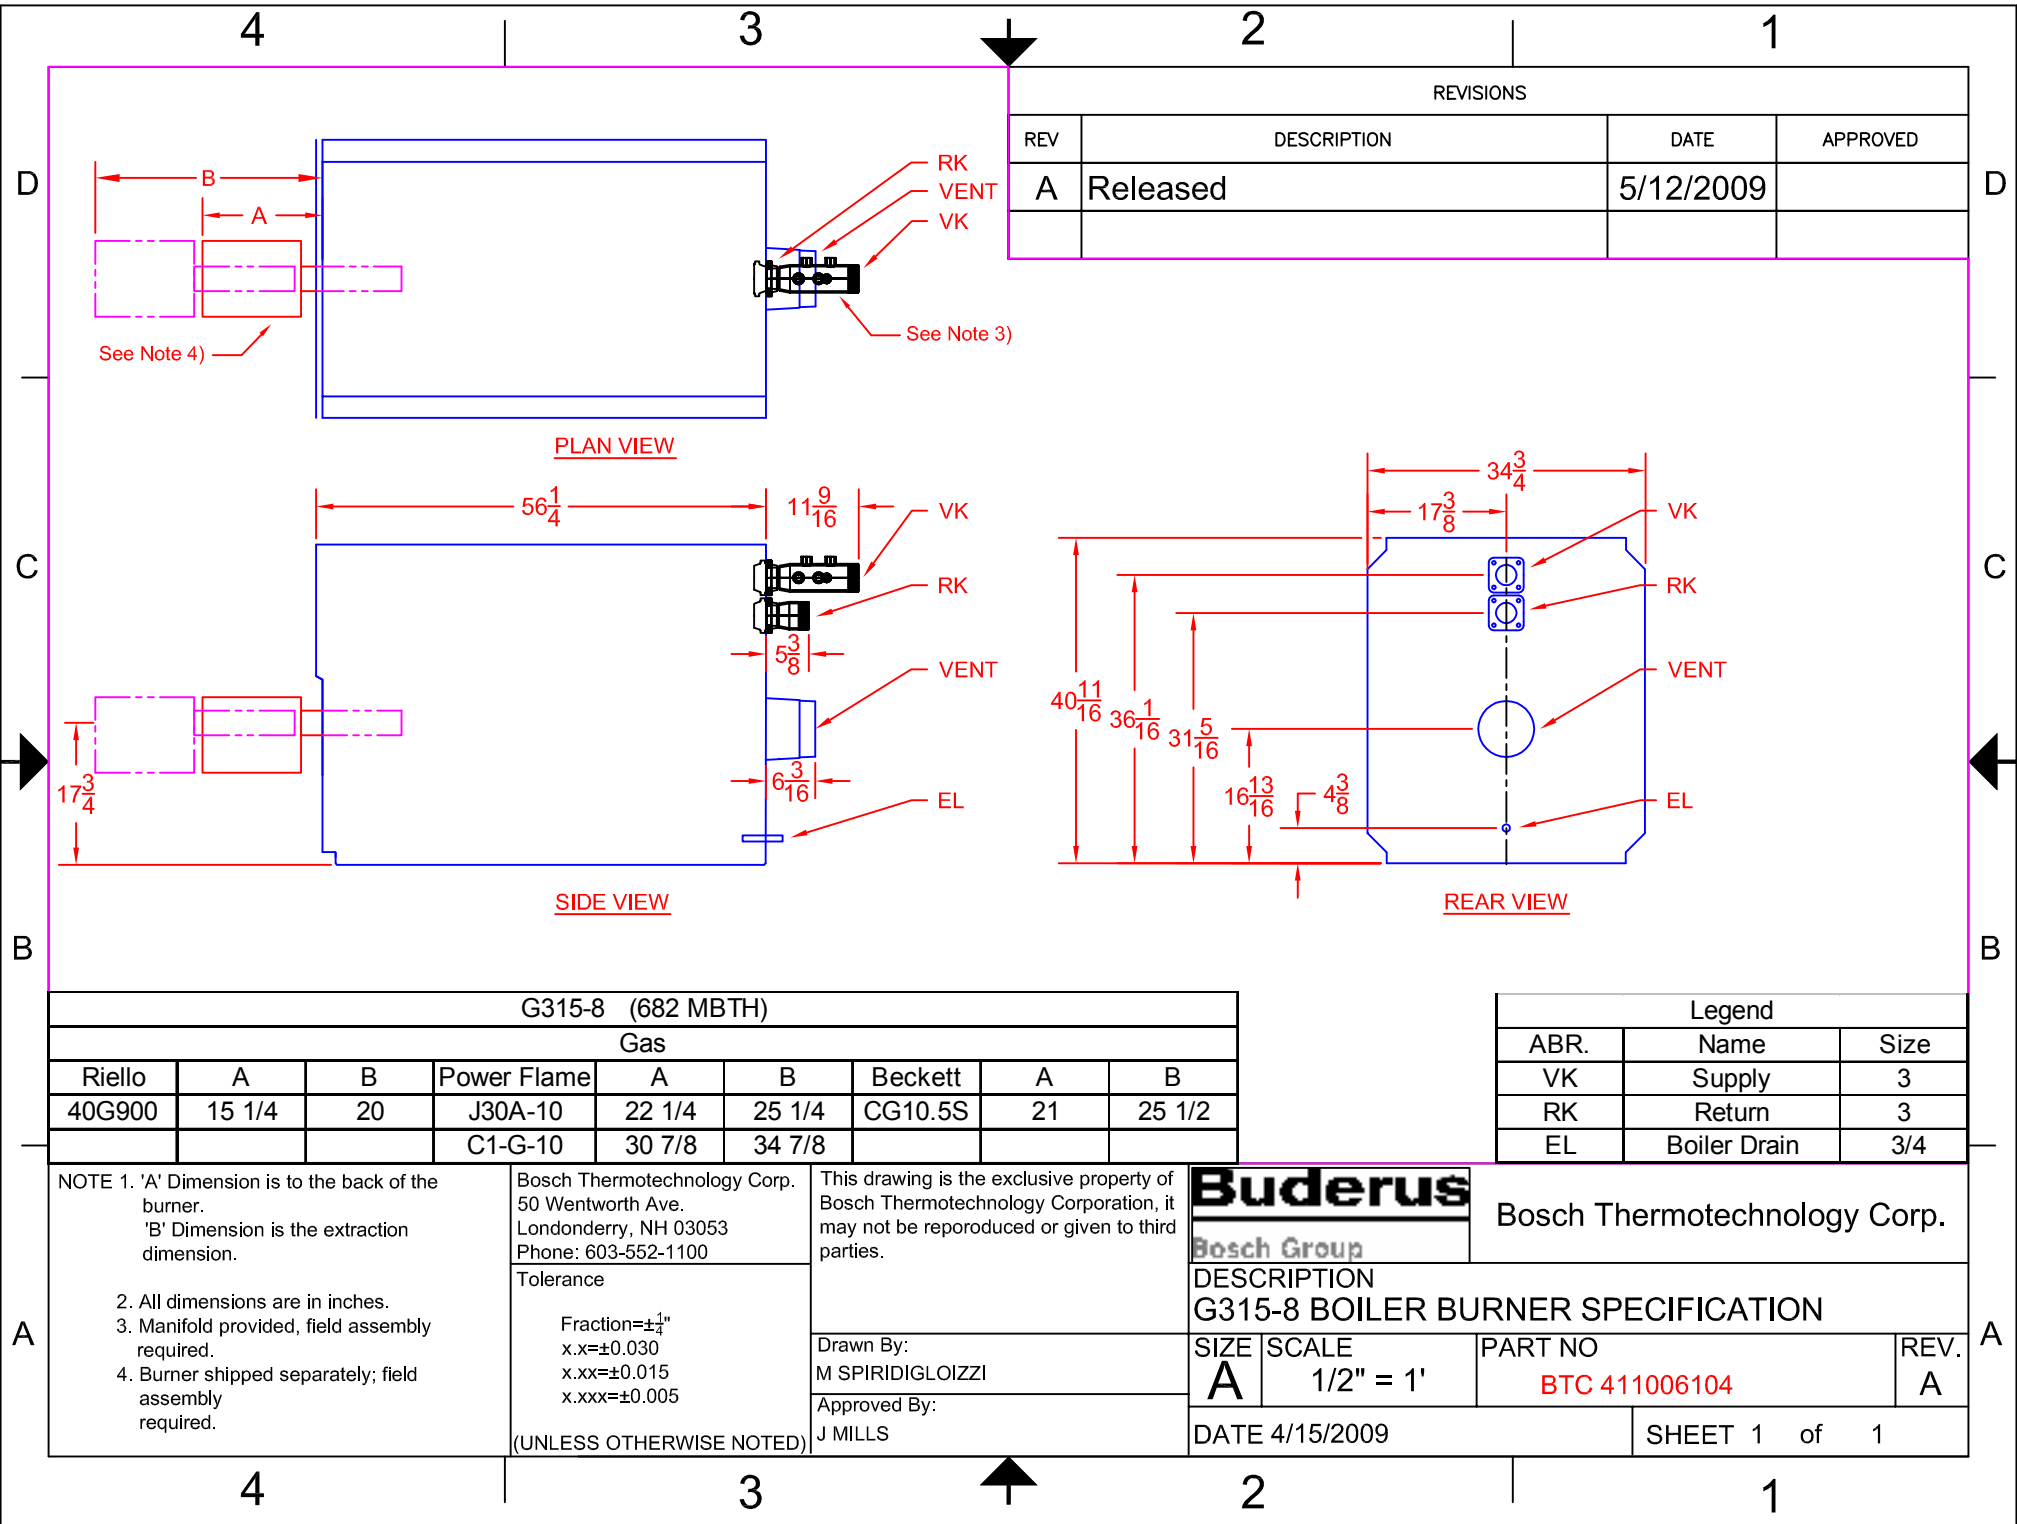 4 3 2 1
REVISIONS
REV DESCRIPTION DATE APPROVED
A Released 5/12/2009
D D
B
A
RK
VENT
VK
See Note 3)
See Note 4)
PLAN VIEW
56 1/4
11 9/16
VK
RK
5 3/8
VENT
6 3/16
EL
17 3/4
SIDE VIEW
34 3/4
17 3/8
VK
RK
VENT
EL
40 11/16
36 1/16
31 5/16
16 13/16
4 3/8
REAR VIEW
C C
B B
G315-8 (682 MBTH)
Gas
Riello A B Power Flame A B Beckett A B
40G900 15 1/4 20 J30A-10 22 1/4 25 1/4 CG10.5S 21 25 1/2
C1-G-10 30 7/8 34 7/8
Legend
ABR. Name Size
VK Supply 3
RK Return 3
EL Boiler Drain 3/4
NOTE 1. 'A' Dimension is to the back of the
burner.
'B' Dimension is the extraction
dimension.
2. All dimensions are in inches.
3. Manifold provided, field assembly
required.
4. Burner shipped separately; field
assembly
required.
Bosch Thermotechnology Corp.
50 Wentworth Ave.
Londonderry, NH 03053
Phone: 603-552-1100
Tolerance
Fraction=±1/4"
x.x=±0.030
x.xx=±0.015
x.xxx=±0.005
(UNLESS OTHERWISE NOTED)
This drawing is the exclusive property of
Bosch Thermotechnology Corporation, it
may not be reporoduced or given to third
parties.
Drawn By:
M SPIRIDIGLOIZZI
Approved By:
J MILLS
Buderus
Bosch Group
Bosch Thermotechnology Corp.
DESCRIPTION
G315-8 BOILER BURNER SPECIFICATION
SIZE SCALE PART NO REV.
A 1/2" = 1' BTC 411006104 A
DATE 4/15/2009 SHEET 1 of 1
A A
4 3 2 1